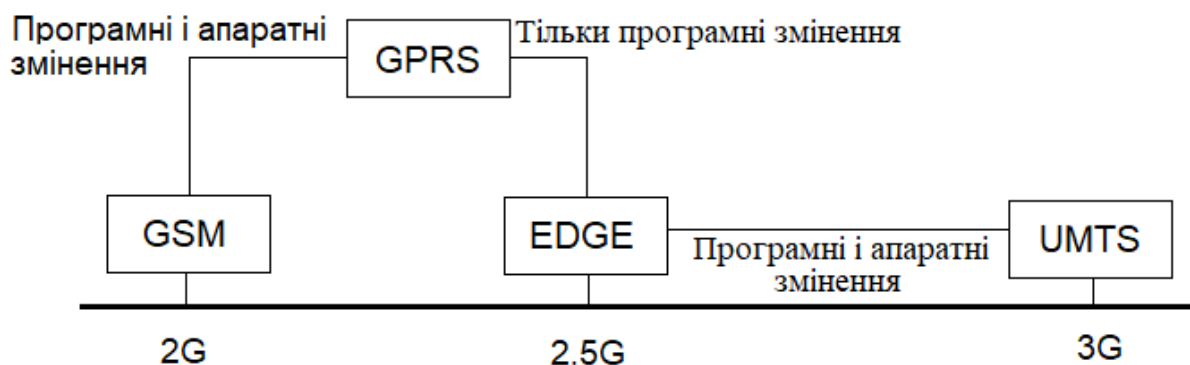 Програмні і апаратні
змінення
GPRS
Тільки програмні змінення
GSM
EDGE
Програмні і апаратні
змінення
UMTS
2G
2.5G
3G